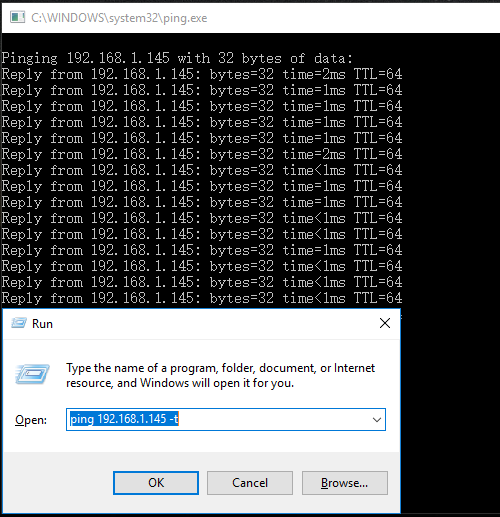 C:\WINDOWS\system32\ping.exe
Pinging 192.168.1.145 with 32 bytes of data:
Reply from 192.168.1.145: bytes=32 time=2ms TTL=64
Reply from 192.168.1.145: bytes=32 time=1ms TTL=64
Reply from 192.168.1.145: bytes=32 time=1ms TTL=64
Reply from 192.168.1.145: bytes=32 time=1ms TTL=64
Reply from 192.168.1.145: bytes=32 time=1ms TTL=64
Reply from 192.168.1.145: bytes=32 time=2ms TTL=64
Reply from 192.168.1.145: bytes=32 time<1ms TTL=64
Reply from 192.168.1.145: bytes=32 time=1ms TTL=64
Reply from 192.168.1.145: bytes=32 time=1ms TTL=64
Reply from 192.168.1.145: bytes=32 time<1ms TTL=64
Reply from 192.168.1.145: bytes=32 time<1ms TTL=64
Reply from 192.168.1.145: bytes=32 time=1ms TTL=64
Reply from 192.168.1.145: bytes=32 time<1ms TTL=64
Reply from 192.168.1.145: bytes=32 time<1ms TTL=64
Reply from 192.168.1.145: bytes=32 time<1ms TTL=64
Run
Type the name of a program, folder, document, or Internet
resource, and Windows will open it for you.
Open: ping 192.168.1.145 -t
OK Cancel Browse...